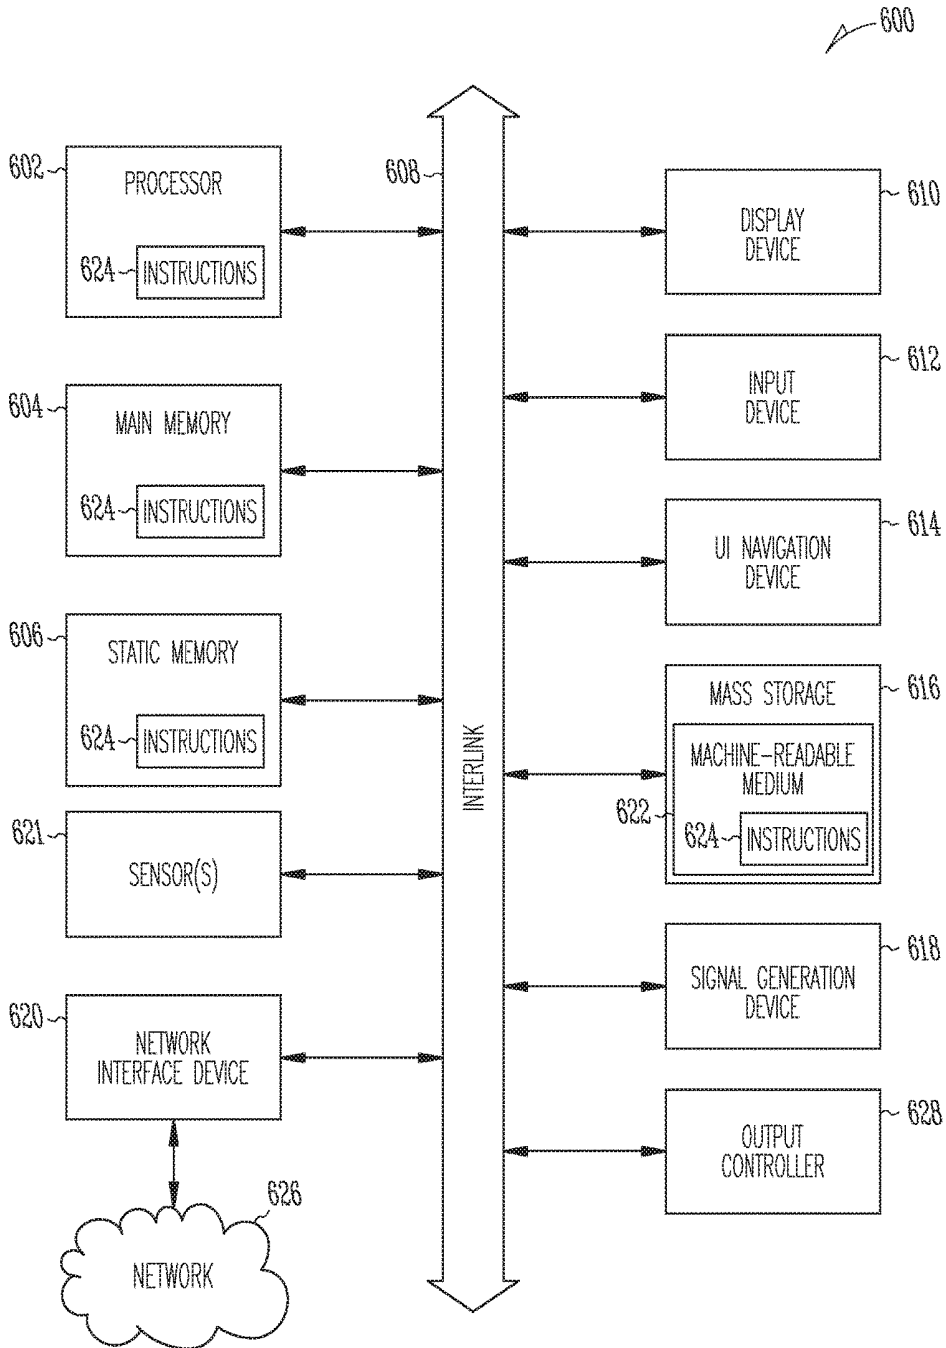 600
602
PROCESSOR
624
INSTRUCTIONS
604
MAIN MEMORY
624
INSTRUCTIONS
606
STATIC MEMORY
624
INSTRUCTIONS
621
SENSOR(S)
620
NETWORK
INTERFACE DEVICE
626
NETWORK
608
INTERLINK
610
DISPLAY
DEVICE
612
INPUT
DEVICE
614
UI NAVIGATION
DEVICE
616
MASS STORAGE
MACHINE-READABLE
MEDIUM
622
624
INSTRUCTIONS
618
SIGNAL GENERATION
DEVICE
628
OUTPUT
CONTROLLER